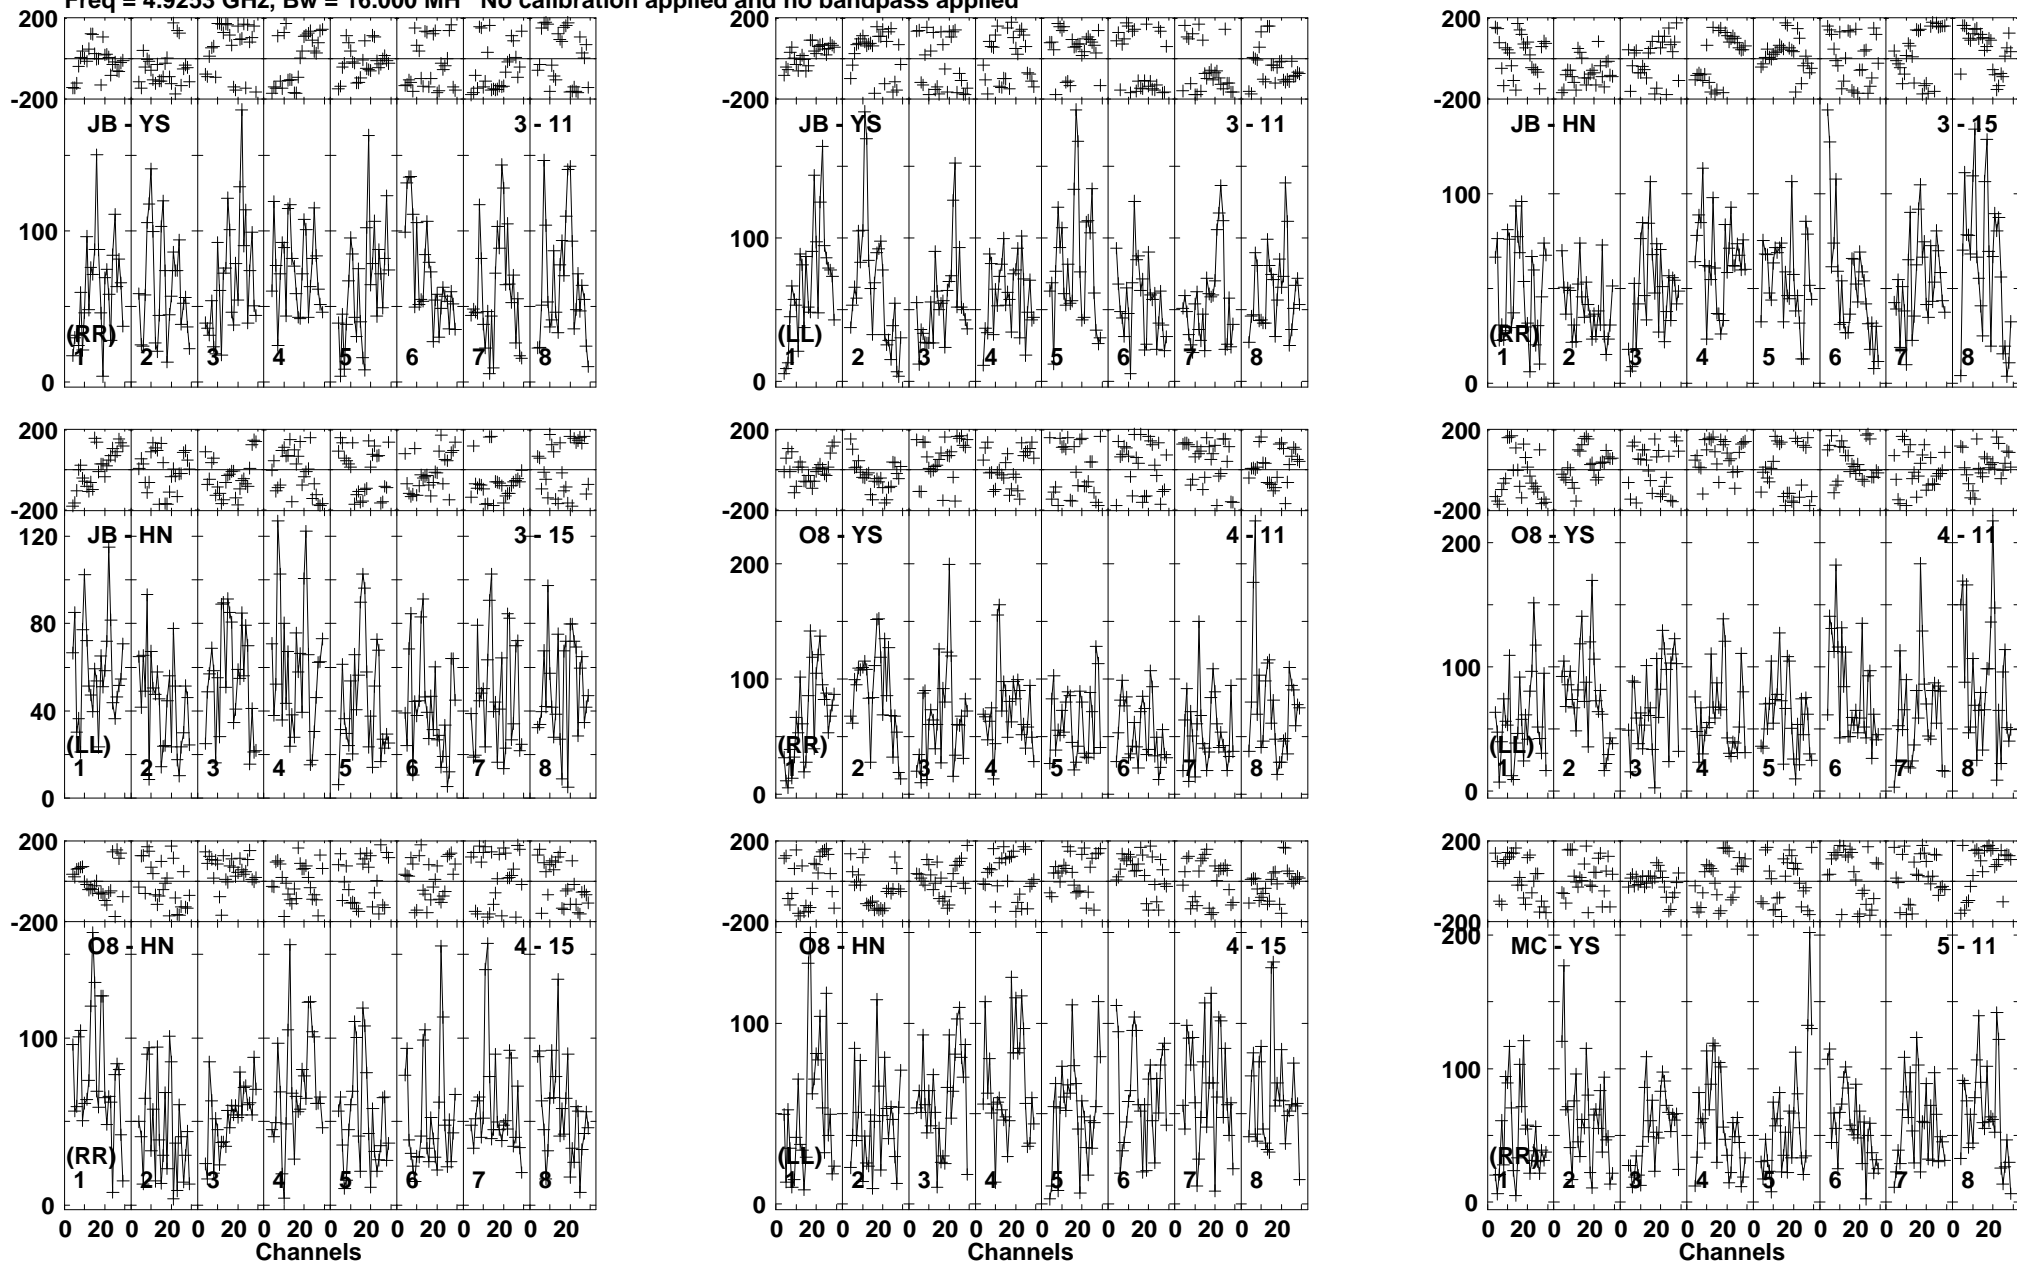 Freq = 4.9253 GHz, Bw = 16.000 MH No calibration applied and no bandpass applied
200 200 200
-200 -200 -200
JB - YS 3 - 11 JB - YS 3 - 11 JB - HN 3 - 15
100 100 100
(RR) (LL) (RR)
1 2 3 4 5 6 7 8 1 2 3 4 5 6 7 8 1 2 3 4 5 6 7 8
0 0 0
200 200 200
-200 -200 -200
JB - HN 3 - 15 O8 - YS 4 - 11 O8 - YS 4 - 11
120 200 200
80 100 100
40
(LL) (RR) (LL)
1 2 3 4 5 6 7 8 1 2 3 4 5 6 7 8 1 2 3 4 5 6 7 8
0 0 0
200 200 200
-200 -200 -200
200
O8 - HN 4 - 15 O8 - HN 4 - 15 MC - YS 5 - 11
100 100 100
(RR) (LL) (RR)
1 2 3 4 5 6 7 8 1 2 3 4 5 6 7 8 1 2 3 4 5 6 7 8
0 0 0
0 20 0 20 0 20 0 20 0 20 0 20 0 20 0 20 0 20 0 20 0 20 0 20 0 20 0 20 0 20 0 20 0 20 0 20 0 20 0 20 0 20 0 20 0 20 0 20
Channels Channels Channels